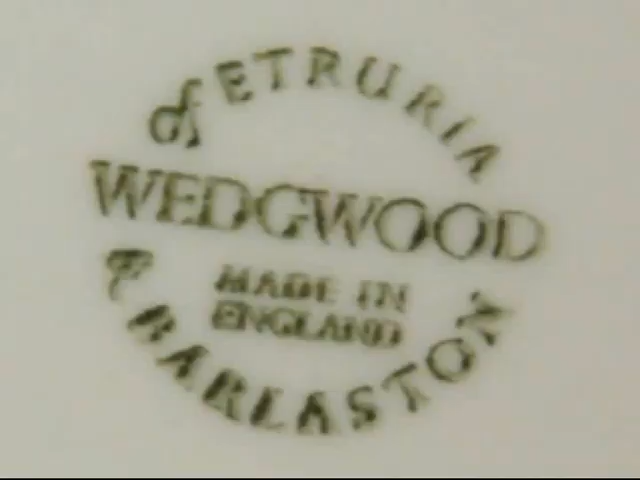 of ETRURIA
WEDGWOOD
MADE IN
ENGLAND
& BARLASTON